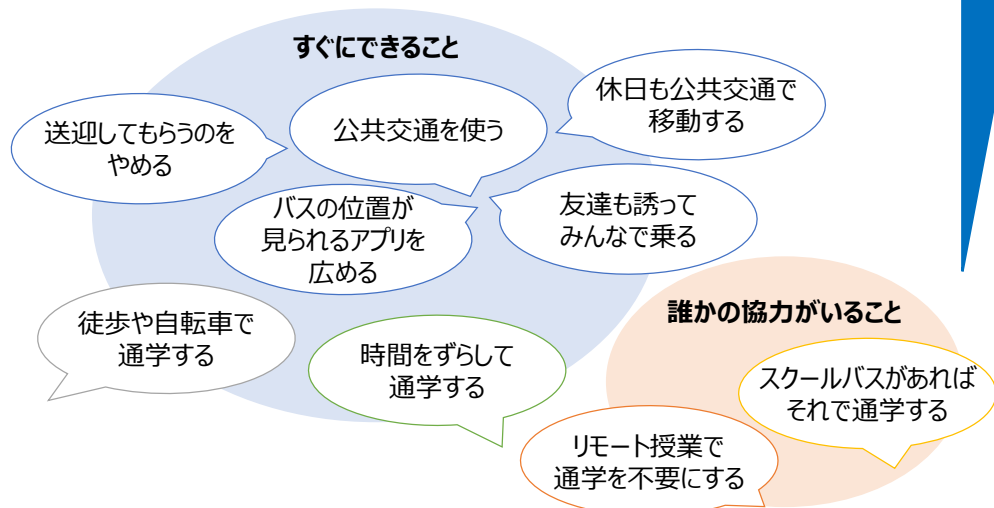 すぐにできること
送迎してもらうのを
やめる
公共交通を使う
休日も公共交通で
移動する
バスの位置が
見られるアプリを
広める
友達も誘って
みんなで乗る
徒歩や自転車で
通学する
時間をずらして
通学する
誰かの協力がいること
スクールバスがあれば
それで通学する
リモート授業で
通学を不要にする